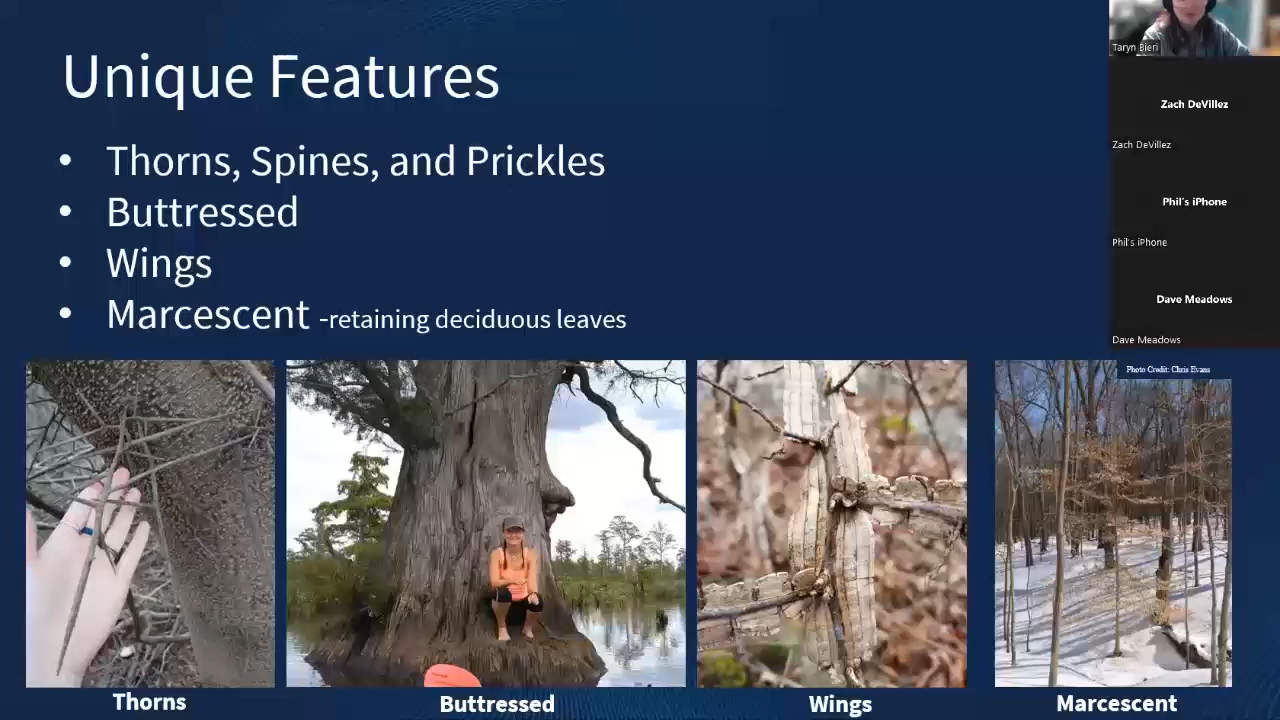 Unique Features
• Thorns, Spines, and Prickles
• Buttressed
• Wings
• Marcescent -retaining deciduous leaves
Taryn Bieri
Zach DeVillez
Zach DeVillez
Phil's iPhone
Phil's iPhone
Dave Meadows
Dave Meadows
Photo Credit: Chris Evans
Thorns
Buttressed
Wings
Marcescent